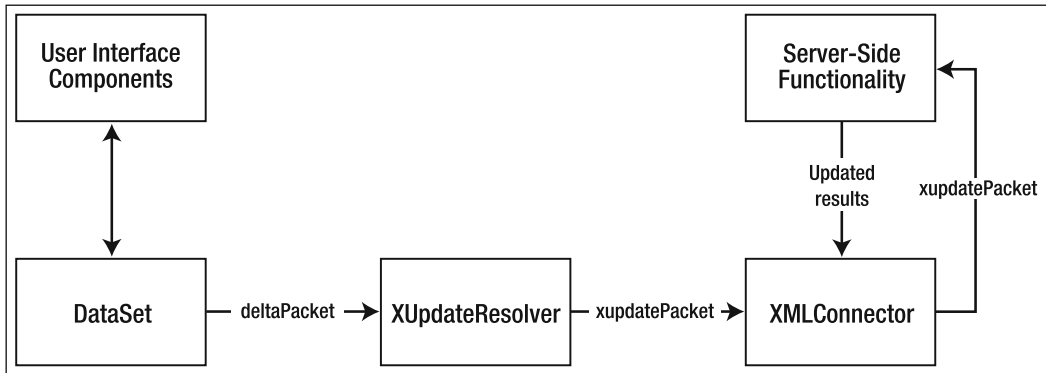 User Interface
Components
Server-Side
Functionality
Updated
results
xupdatePacket
DataSet
deltaPacket
XUpdateResolver
xupdatePacket
XMLConnector